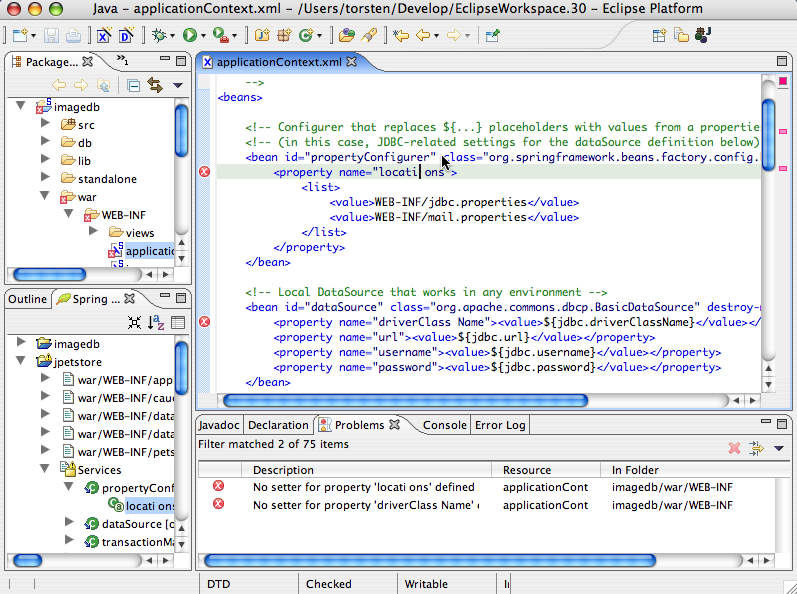 Java – applicationContext.xml – /Users/torsten/Develop/EclipseWorkspace.30 – Eclipse Platform
Package...
»1
imagedb
src
db
lib
standalone
war
WEB-INF
views
applicatio
Outline
Spring ...
imagedb
jpetstore
war/WEB-INF/app
war/WEB-INF/cau
war/WEB-INF/data
war/WEB-INF/data
war/WEB-INF/pets
Services
propertyConf
locati ons
dataSource [o
transactionMa
applicationContext.xml
-->
<beans>
<!-- Configurer that replaces ${...} placeholders with values from a propertie
<!-- (in this case, JDBC-related settings for the dataSource definition below)
<bean id="propertyConfigurer" class="org.springframework.beans.factory.config.
<property name="locati ons">
<list>
<value>WEB-INF/jdbc.properties</value>
<value>WEB-INF/mail.properties</value>
</list>
</property>
</bean>
<!-- Local DataSource that works in any environment -->
<bean id="dataSource" class="org.apache.commons.dbcp.BasicDataSource" destroy-
<property name="driverClass Name"><value>${jdbc.driverClassName}</value></
<property name="url"><value>${jdbc.url}</value></property>
<property name="username"><value>${jdbc.username}</value></property>
<property name="password"><value>${jdbc.password}</value></property>
</bean>
Javadoc Declaration Problems Console Error Log
Filter matched 2 of 75 items
Description Resource In Folder
No setter for property 'locati ons' defined applicationCont imagedb/war/WEB-INF
No setter for property 'driverClass Name' applicationCont imagedb/war/WEB-INF
DTD Checked Writable